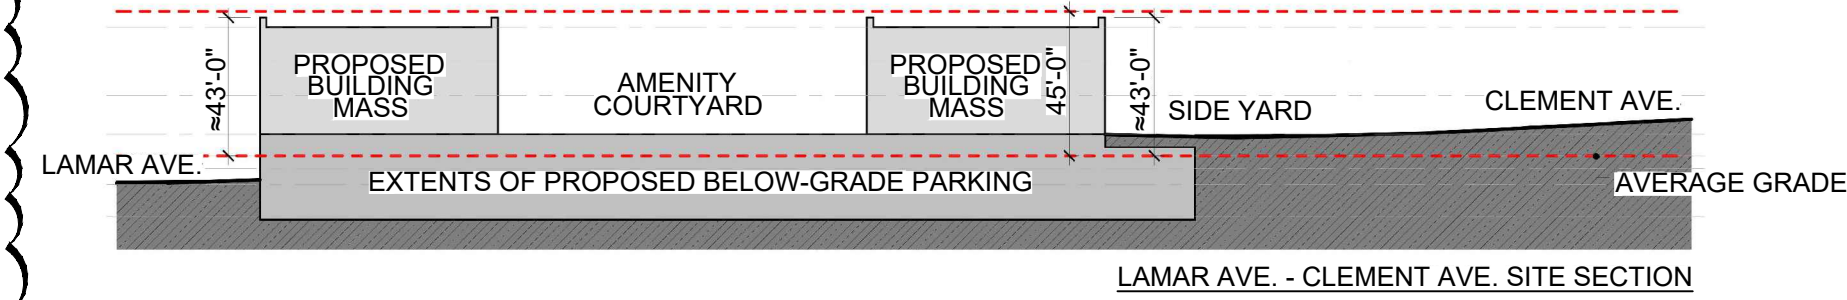 PROPOSED
BUILDING
MASS
AMENITY
COURTYARD
PROPOSED
BUILDING
MASS
≈43'-0"
45'-0"
≈43'-0"
SIDE YARD
CLEMENT AVE.
LAMAR AVE.
EXTENTS OF PROPOSED BELOW-GRADE PARKING
AVERAGE GRADE
LAMAR AVE. - CLEMENT AVE. SITE SECTION